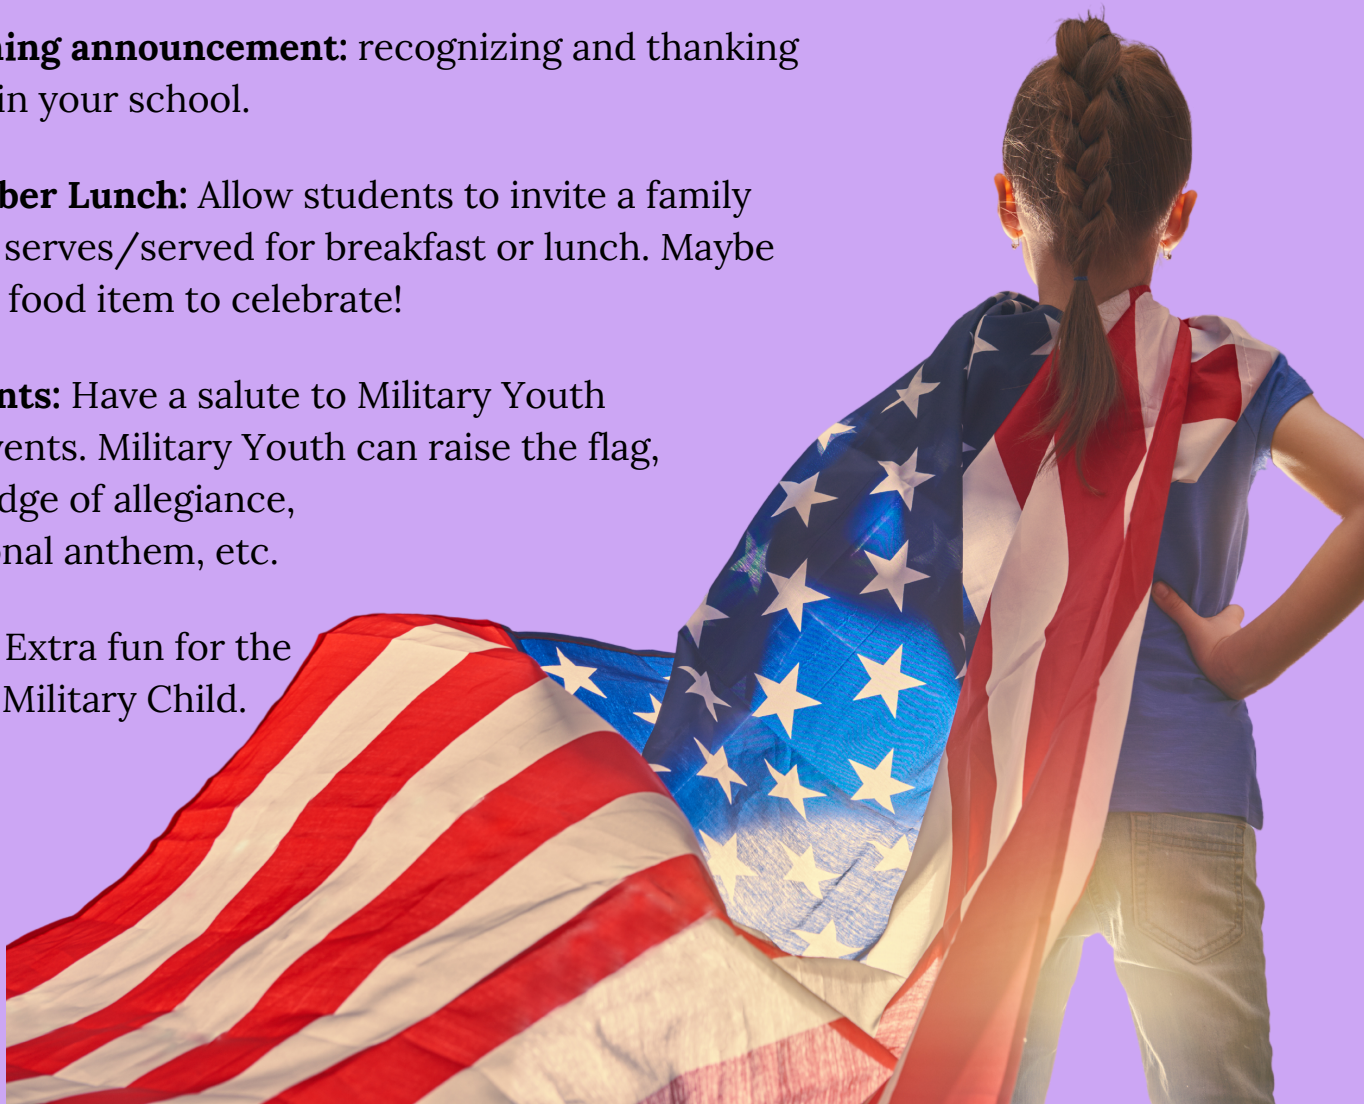 ing announcement: recognizing and thanking
in your school.
ber Lunch: Allow students to invite a family
serves/served for breakfast or lunch. Maybe
food item to celebrate!
nts: Have a salute to Military Youth
vents. Military Youth can raise the flag,
dge of allegiance,
onal anthem, etc.
Extra fun for the
Military Child.